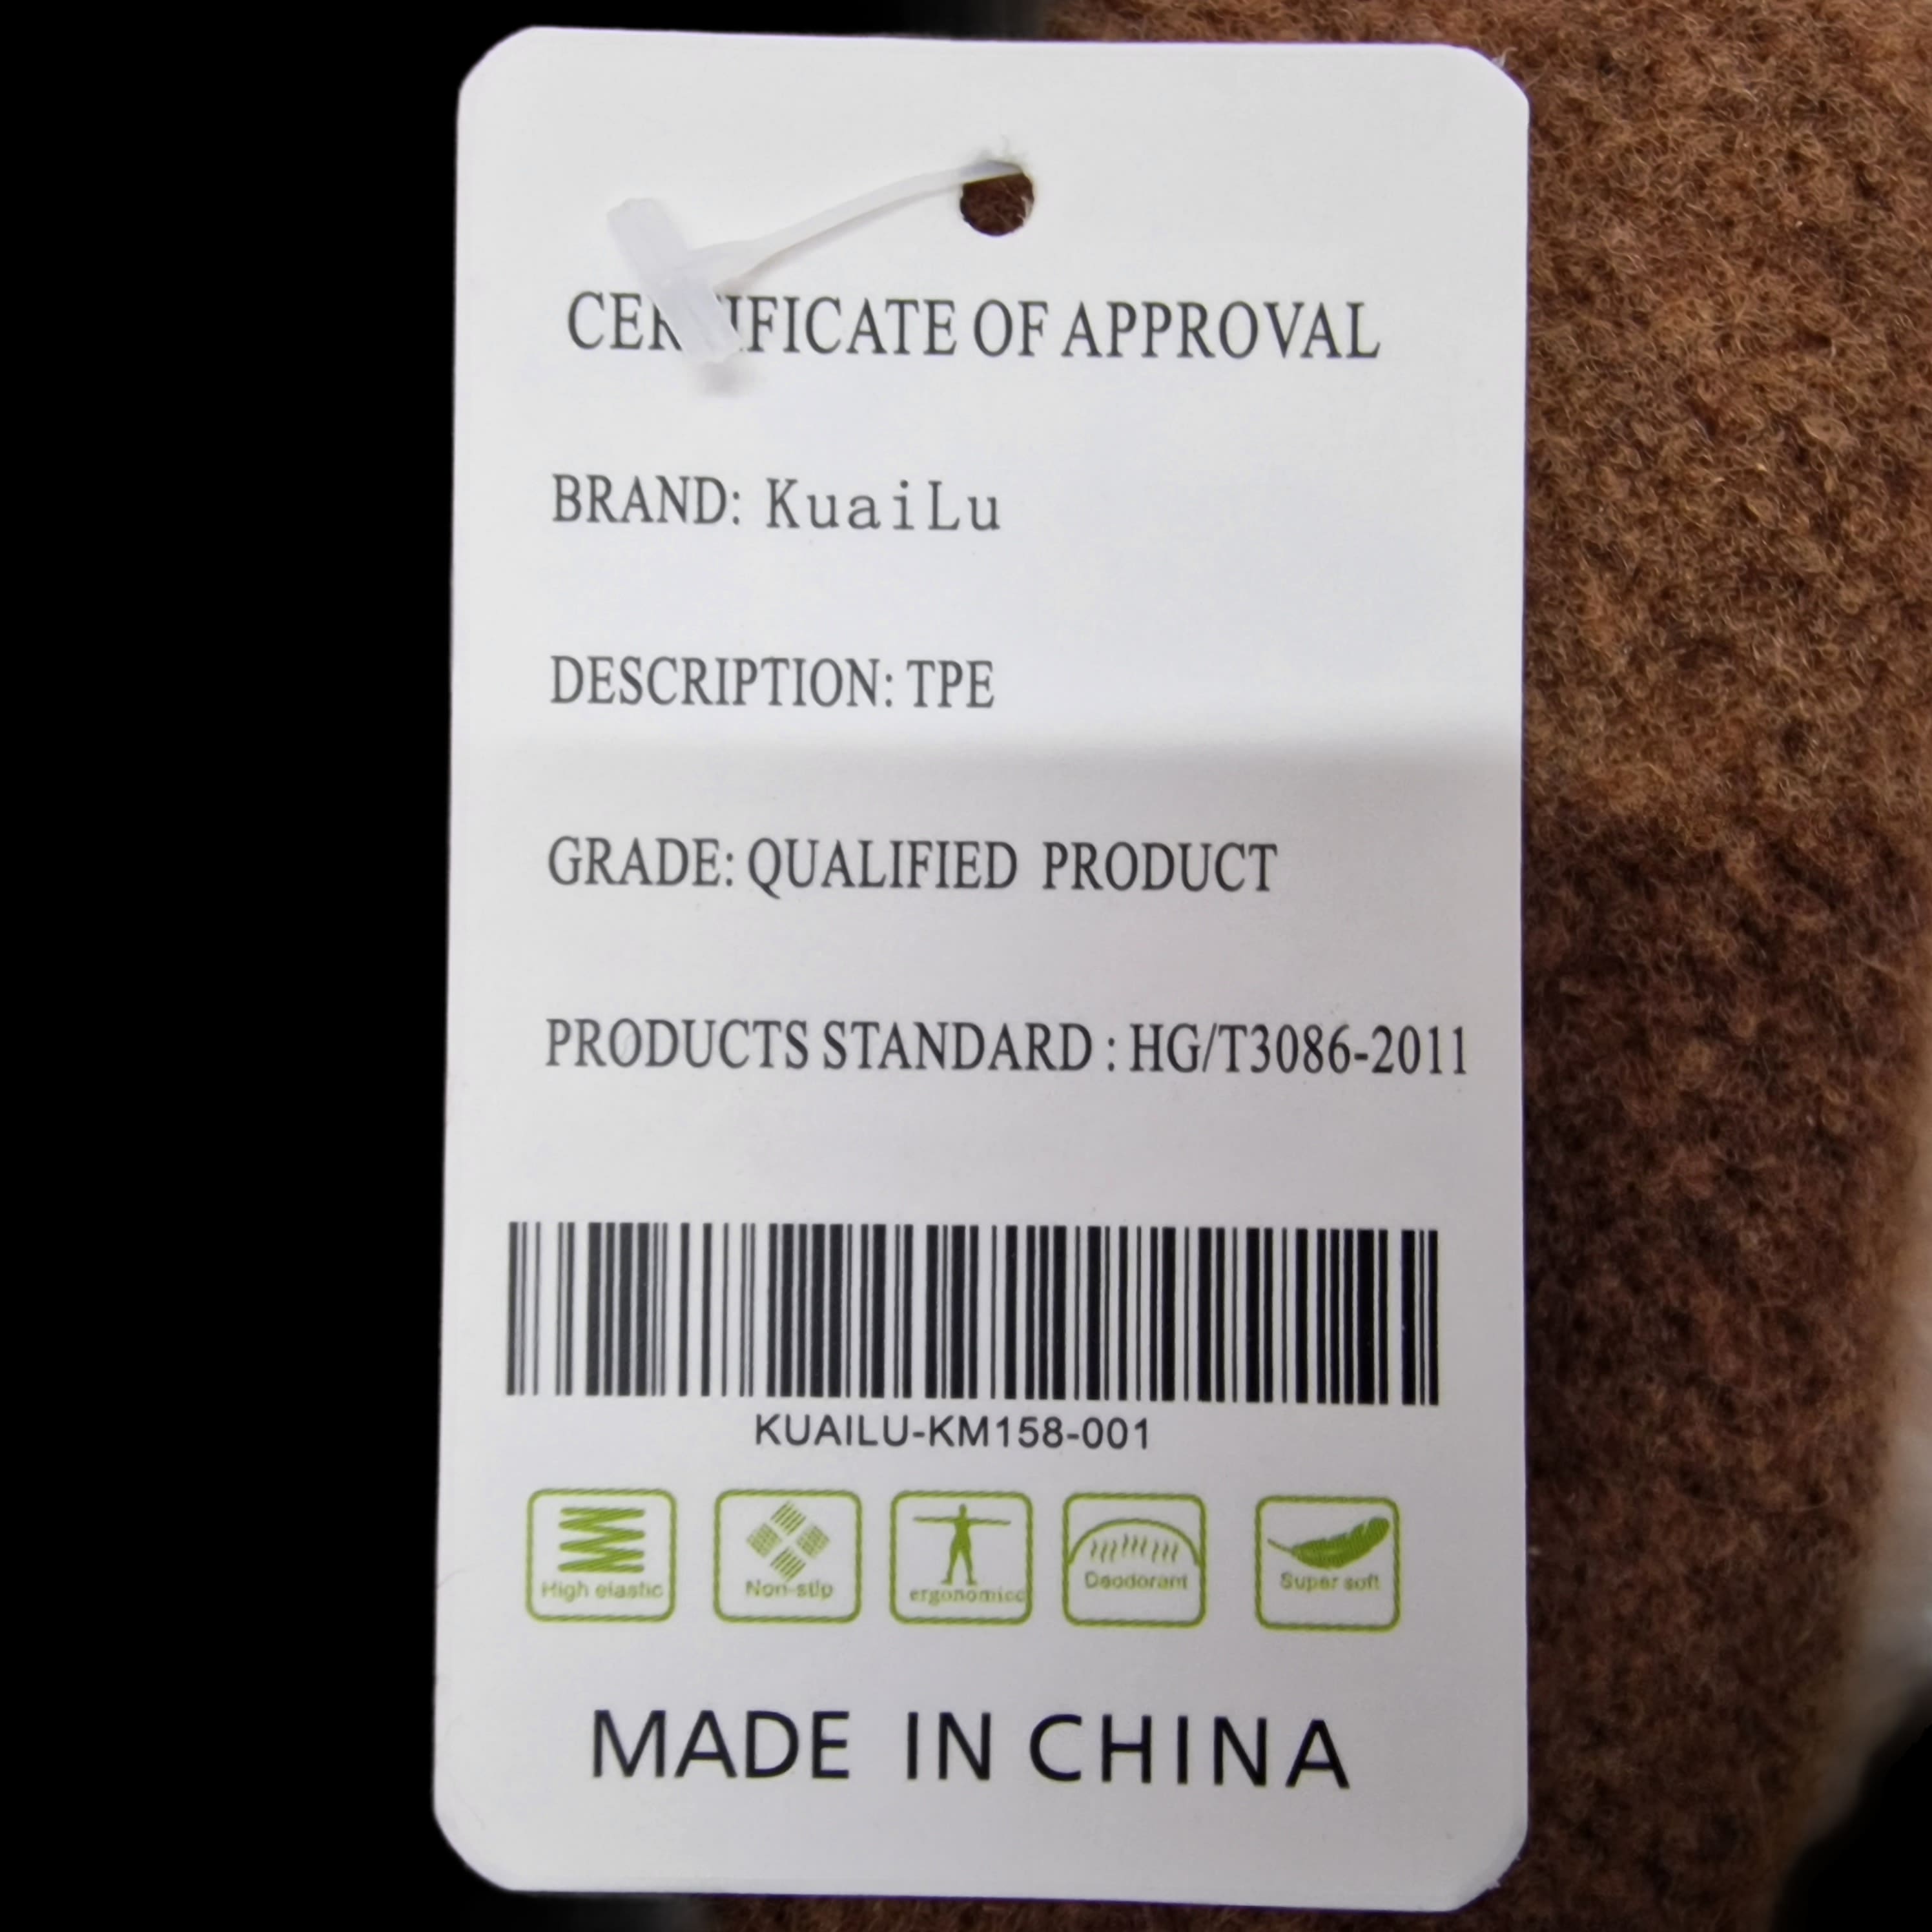 CERTIFICATE OF APPROVAL
BRAND: KuaiLu
DESCRIPTION: TPE
GRADE: QUALIFIED PRODUCT
PRODUCTS STANDARD : HG/T3086-2011
KUAILU-KM158-001
High elastic Non-slip ergonomicc Deodorant Super soft
MADE IN CHINA